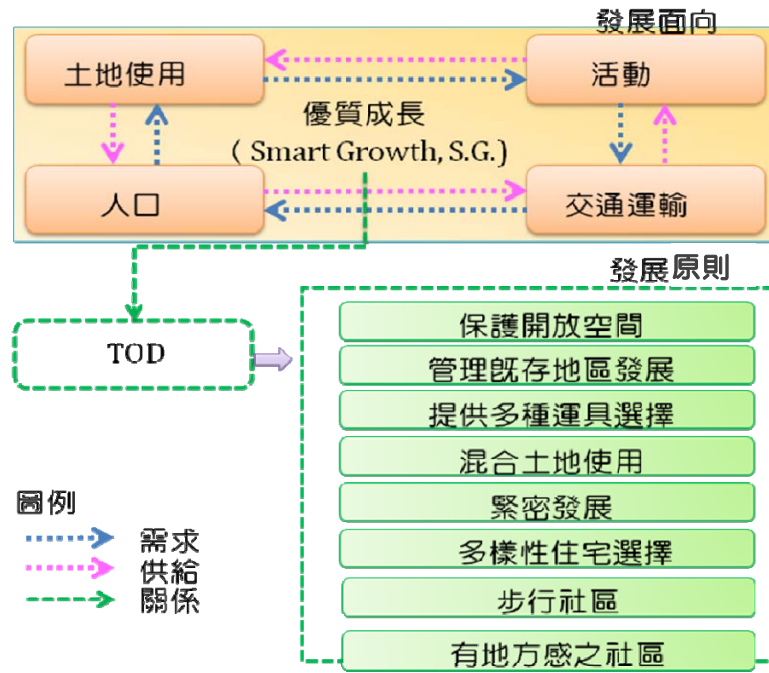 發展面向
土地使用
活動
優質成長
( Smart Growth, S.G.)
人口
交通運輸
發展原則
TOD
保護開放空間
管理既存地區發展
提供多種運具選擇
混合土地使用
緊密發展
多樣性住宅選擇
步行社區
有地方感之社區
圖例
需求
供給
關係